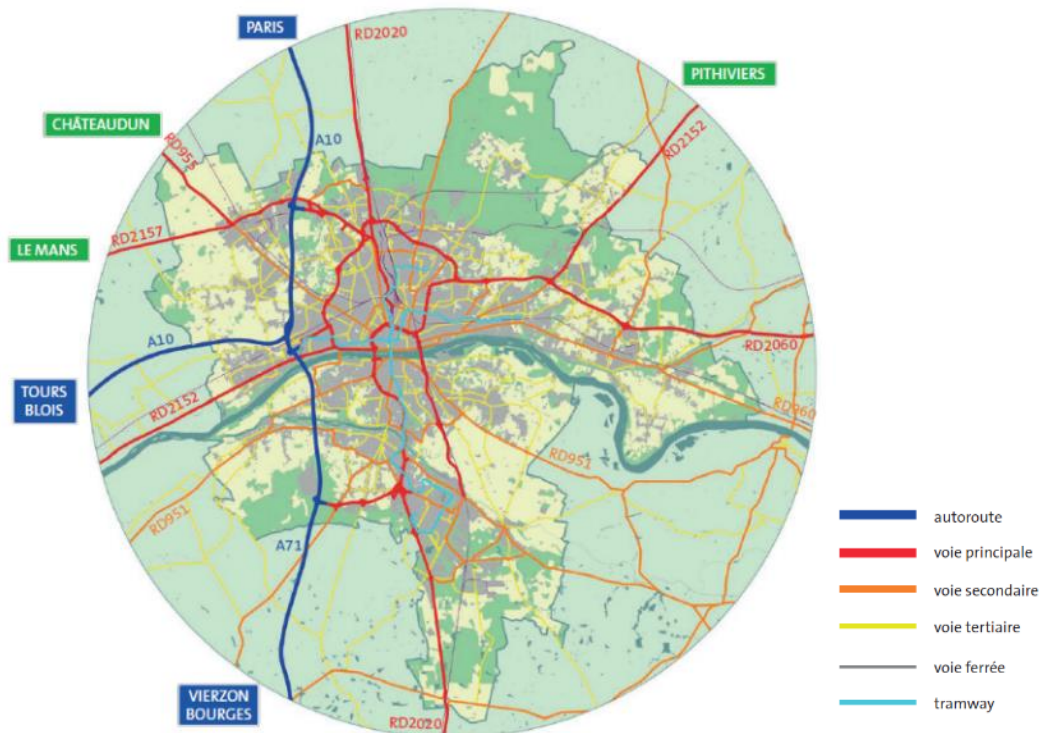 PARIS
RD2020
PITHIVIERS
CHÂTEAUDUN
RD955
A10
RD2152
LE MANS
RD2157
A10
RD2060
TOURS
BLOIS
RD2152
RD960
RD951
RD951
A71
VIERZON
BOURGES
RD2020
autoroute
voie principale
voie secondaire
voie tertiaire
voie ferrée
tramway